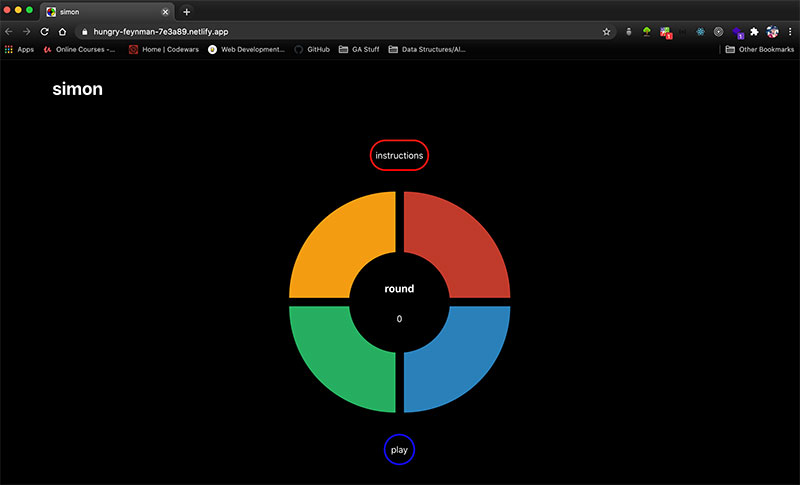 simon
hungry-feynman-7e3a89.netlify.app
Apps Online Courses -... Home | Codewars Web Development... GitHub GA Stuff Data Structures/Al... Other Bookmarks
simon
instructions
round
0
play